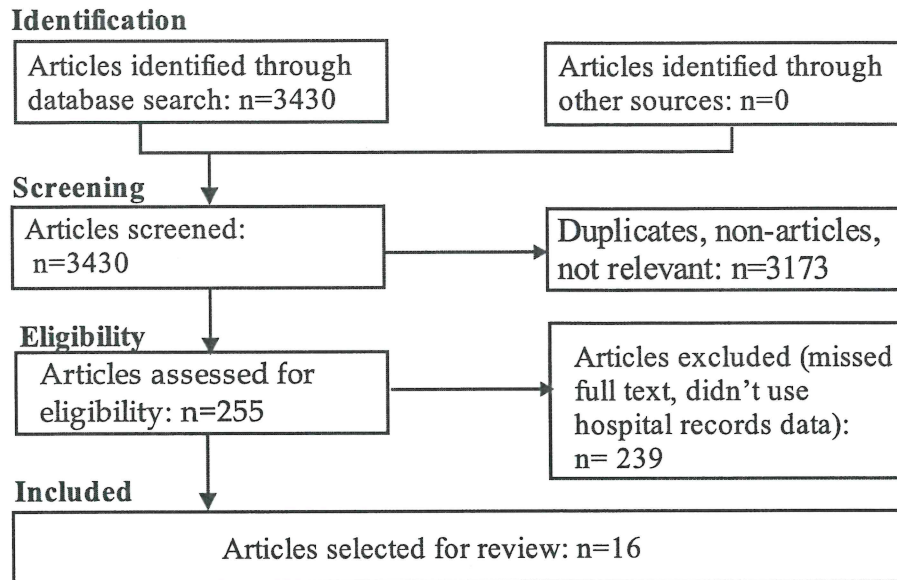 Identification
Articles identified through
database search: n=3430
Articles identified through
other sources: n=0
Screening
Articles screened:
n=3430
Duplicates, non-articles,
not relevant: n=3173
Eligibility
Articles assessed for
eligibility: n=255
Articles excluded (missed
full text, didn't use
hospital records data):
n= 239
Included
Articles selected for review: n=16